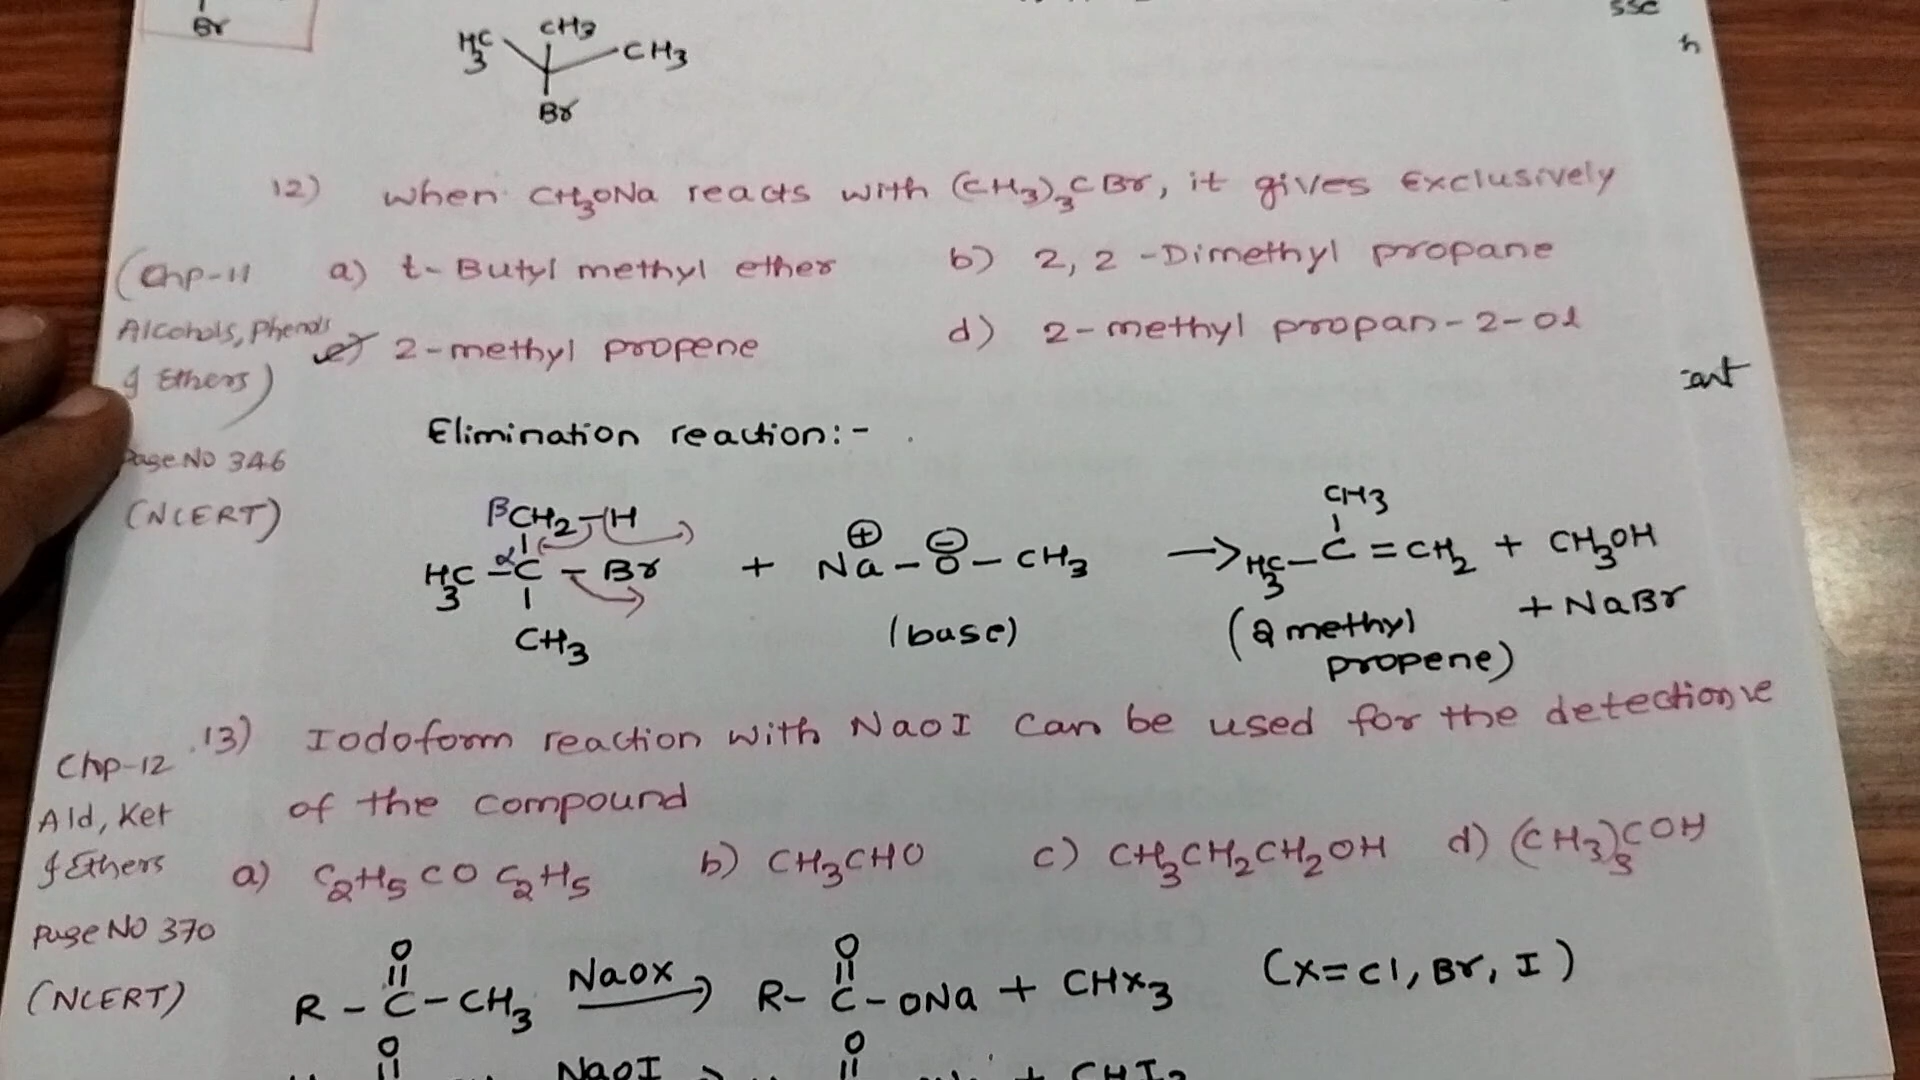 Br
CH3
H3C
CH3
Br
ssc
h
12) when CH3ONa reacts with (CH3)3CBr, it gives Exclusively
(Chp-11
Alcohols, Phenols
& Ethers)
Page No 346
(NCERT)
a) t-Butyl methyl ether
b) 2,2-Dimethyl propane
c) 2-methyl propene
d) 2-methyl propan-2-ol
ant
Elimination reaction:-
βCH2-H
H3C-αC-Br + Na⊕-O⊖-CH3 → H3C-C=CH2 + CH3OH
CH3
CH3
(base)
(2 methyl propene)
+ NaBr
13) Iodoform reaction with NaOI can be used for the detection ve
of the compound
Chp-12
Ald, Ket
& Ethers
Page No 370
(NCERT)
a) C2H5COC2H5 b) CH3CHO c) CH3CH2CH2OH d) (CH3)3COH
O O
R-C-CH3 NaOX → R-C-ONa + CHX3 (X=Cl, Br, I)
O O
NaOI → + CHI3